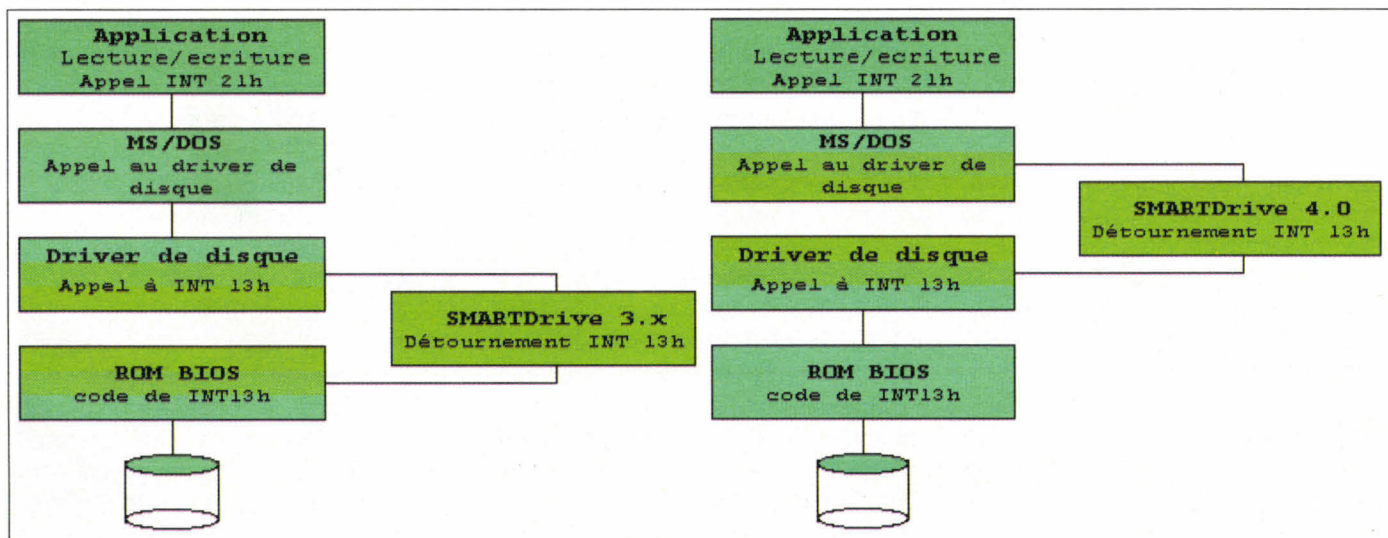 Application
Lecture/ecriture
Appel INT 21h
MS/DOS
Appel au driver de
disque
Driver de disque
Appel à INT 13h
SMARTDrive 3.x
Détournement INT 13h
ROM BIOS
code de INT13h
Application
Lecture/ecriture
Appel INT 21h
MS/DOS
Appel au driver de
disque
SMARTDrive 4.0
Détournement INT 13h
Driver de disque
Appel à INT 13h
ROM BIOS
code de INT13h